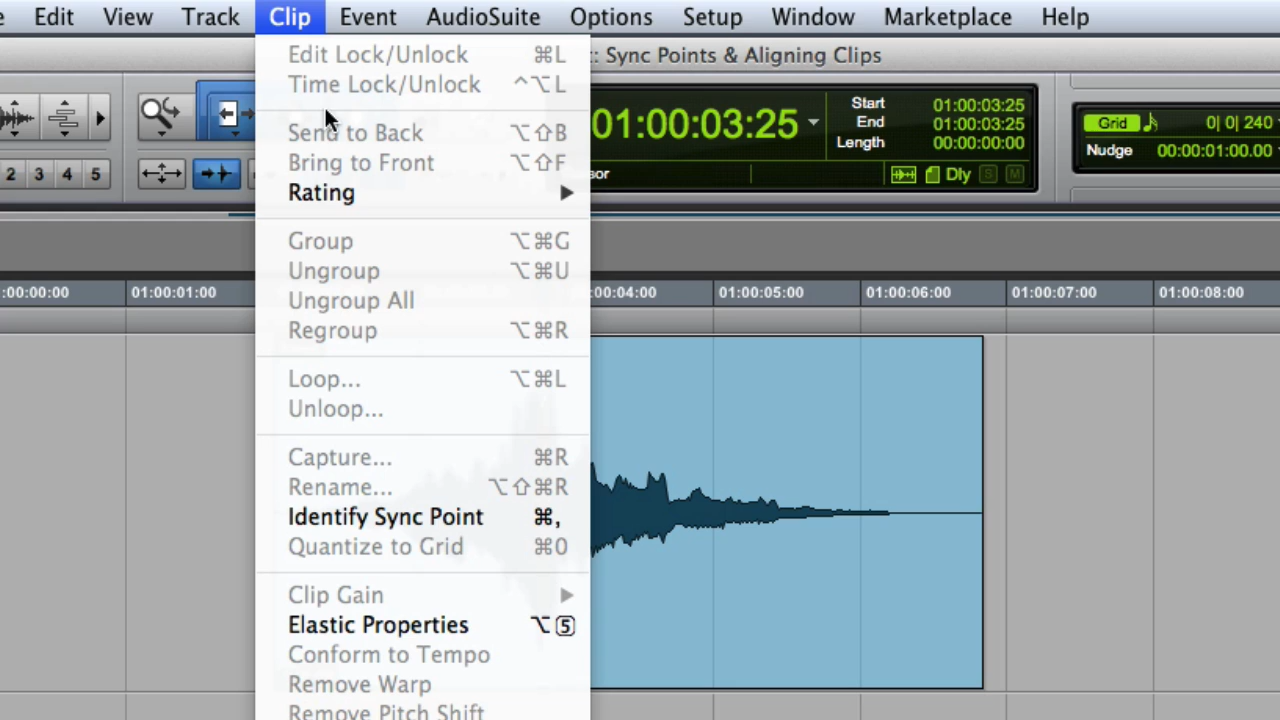 Edit View Track Clip Event AudioSuite Options Setup Window Marketplace Help
: Sync Points & Aligning Clips
Edit Lock/Unlock ⌘L
Time Lock/Unlock ^⌥L
Send to Back ⌥⇧B
Bring to Front ⌥⇧F
Rating
Group ⌥⌘G
Ungroup ⌥⌘U
Ungroup All
Regroup ⌥⌘R
Loop... ⌥⌘L
Unloop...
Capture... ⌘R
Rename... ⌥⇧⌘R
Identify Sync Point ⌘,
Quantize to Grid ⌘0
Clip Gain
Elastic Properties ⌥5
Conform to Tempo
Remove Warp
Remove Pitch Shift
01:00:03:25
Start 01:00:03:25
End 01:00:03:25
Length 00:00:00:00
sor
Dly S M
Grid 0| 0| 240
Nudge 00:00:01:00.00
2 3 4 5
:00:00:00 01:00:01:00 :00:04:00 01:00:05:00 01:00:06:00 01:00:07:00 01:00:08:00